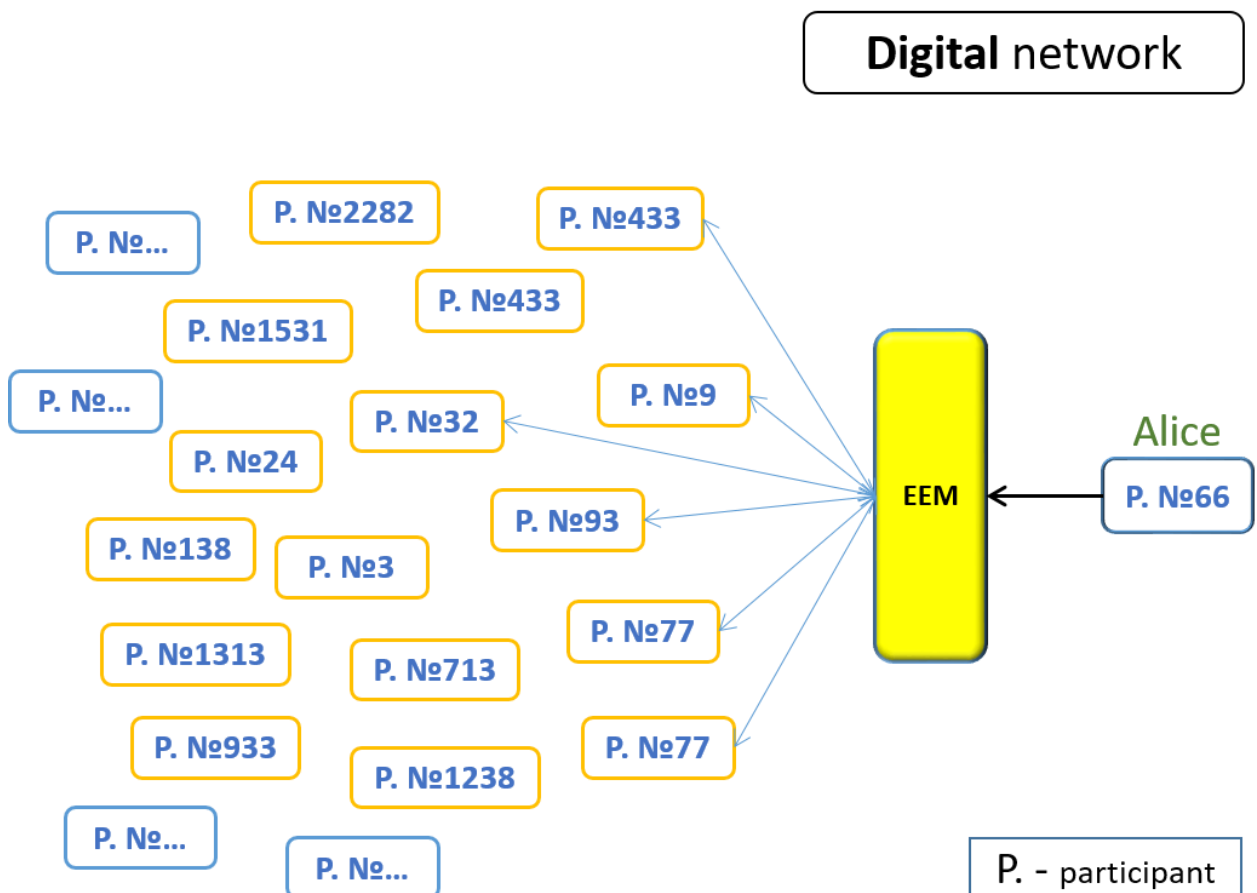 Digital network
P. №2282
P. №433
P. №...
P. №433
P. №1531
P. №9
P. №...
P. №32
Alice
P. №24
EEM
P. №66
P. №93
P. №138
P. №3
P. №77
P. №1313
P. №713
P. №933
P. №77
P. №1238
P. №...
P. №...
P. - participant